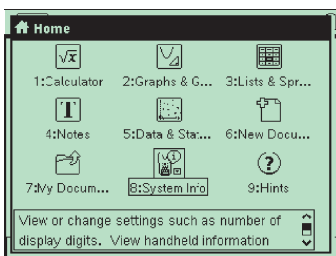 Home
1:Calculator 2:Graphs & G... 3:Lists & Spr...
4:Notes 5:Data & Stat... 6:New Docu...
7:My Docum... 8:System Info 9:Hints
View or change settings such as number of
display digits. View handheld information